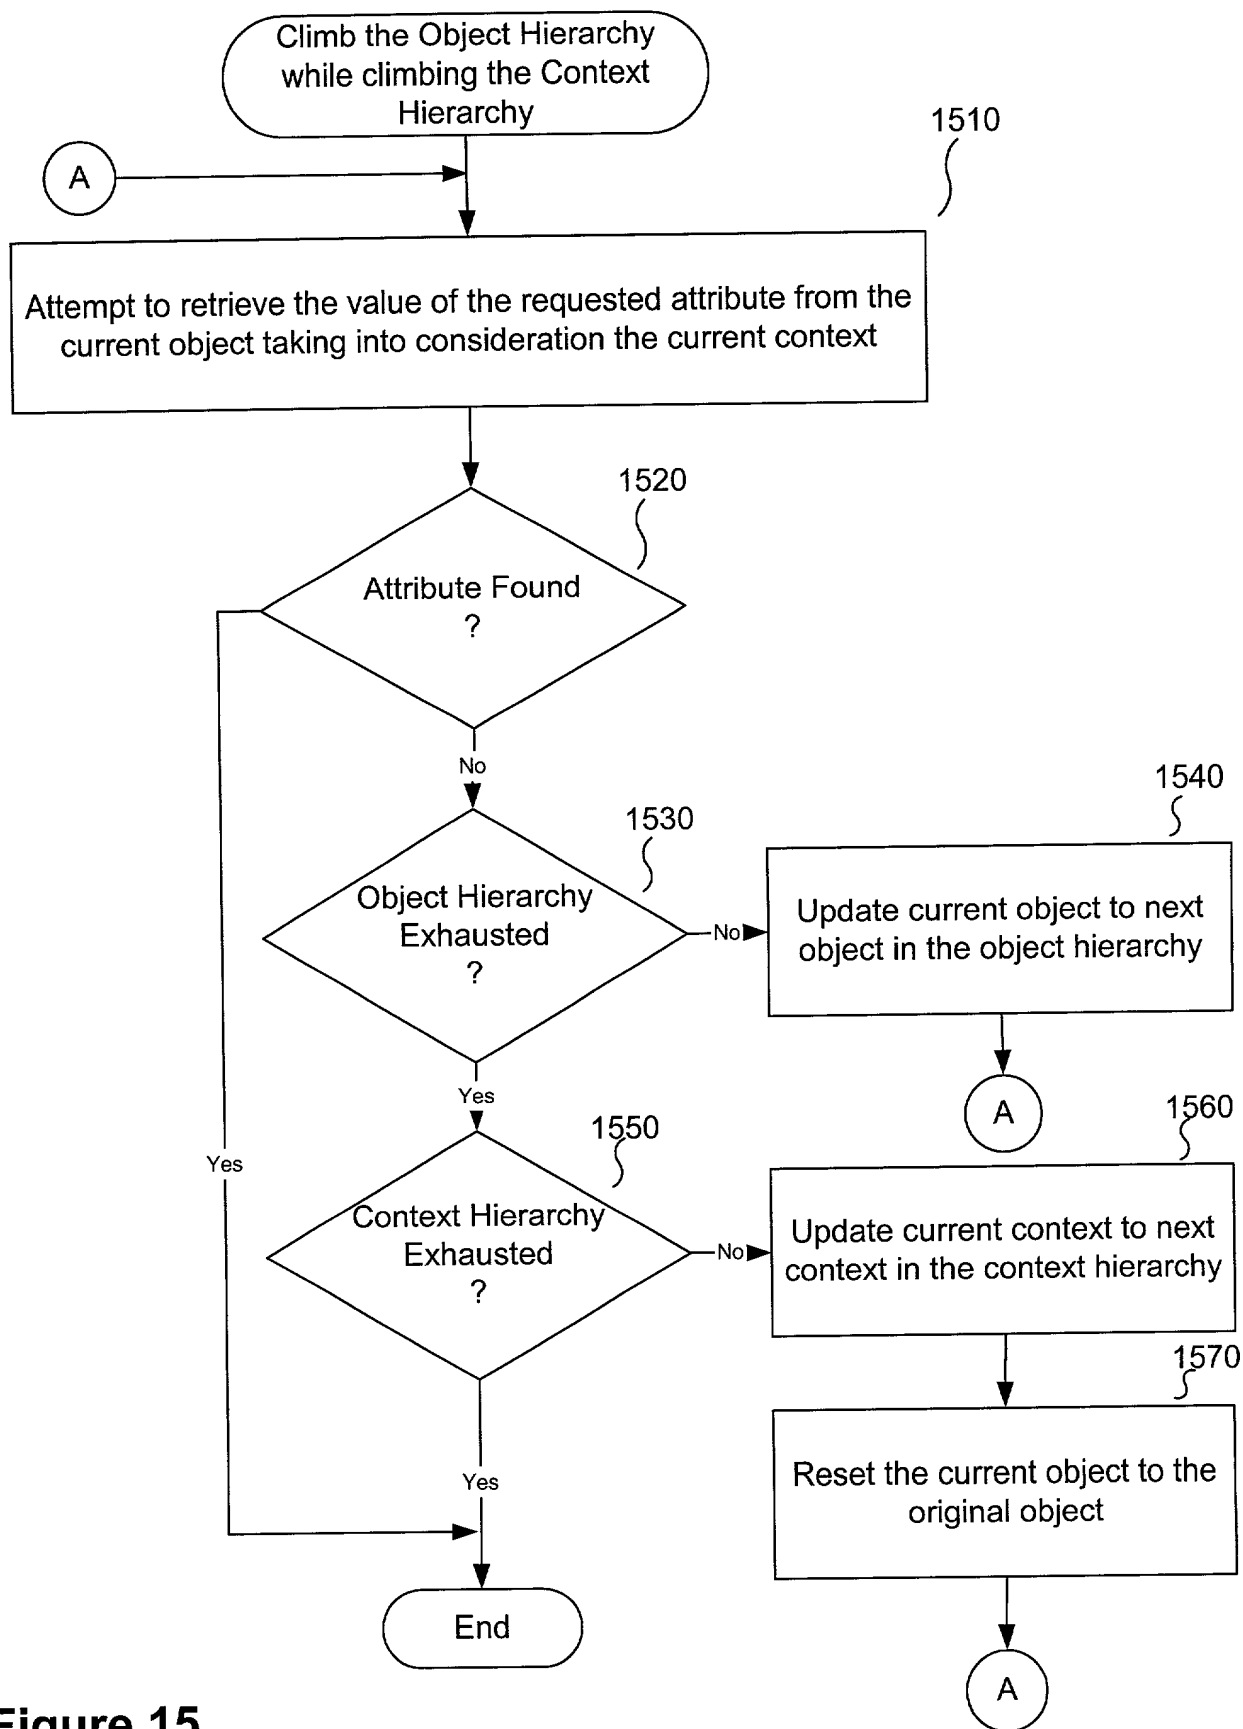 Climb the Object Hierarchy
while climbing the Context
Hierarchy
1510
A
Attempt to retrieve the value of the requested attribute from the
current object taking into consideration the current context
1520
Attribute Found
?
No
1540
1530
Object Hierarchy
Exhausted
?
No
Update current object to next
object in the object hierarchy
Yes
A
1560
1550
Yes
Context Hierarchy
Exhausted
?
No
Update current context to next
context in the context hierarchy
1570
Yes
Reset the current object to the
original object
End
A
Figure 15